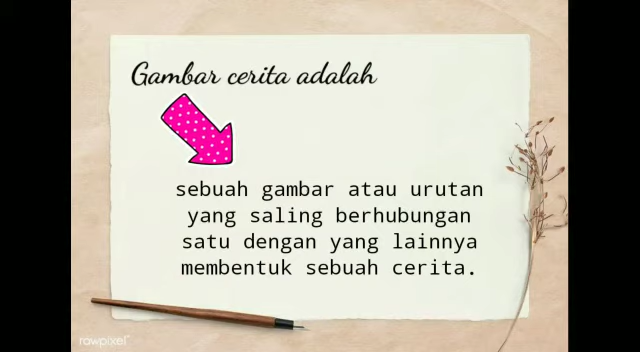 Gambar cerita adalah
sebuah gambar atau urutan
yang saling berhubungan
satu dengan yang lainnya
membentuk sebuah cerita.
rawpixel